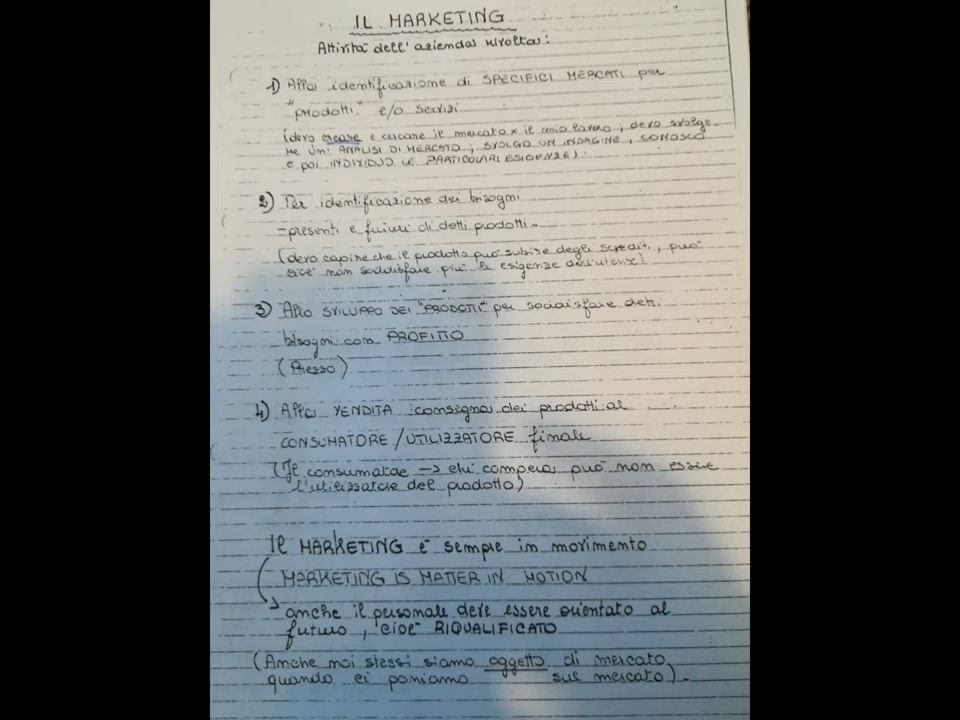 IL MARKETING
Attività dell'azienda rivolta:
1) Alla identificazione di SPECIFICI MERCATI per
"prodotti" e/o servizi
(devo creare e cercare il mercato x il mio lavoro, devo svolge-
re un' ANALISI DI MERCATO; SVOLGO UN INDAGINE, CONOSCO
e poi INDIVIDUO LE PARTICOLARI ESIGENZE).
2) Per identificazione dei bisogni
- presenti e futuri di detti prodotti -
(devo capire che il prodotto può subire degli screditi, può
cioè non soddisfare più le esigenze dell'utenza).
3) Allo SVILUPPO DEI "PRODOTTI" per soddisfare detti
bisogni con PROFITTO
(Prezzo)
4) Alla VENDITA consegna dei prodotti al
CONSUMATORE/UTILIZZATORE finale
(Il consumatore → chi compera può non essere
l'utilizzatore del prodotto)
Il MARKETING è sempre in movimento
MARKETING IS MATTER IN MOTION
anche il personale deve essere orientato al
futuro, cioè RIQUALIFICATO
(Anche noi stessi siamo oggetto di mercato,
quando ci poniamo sul mercato).